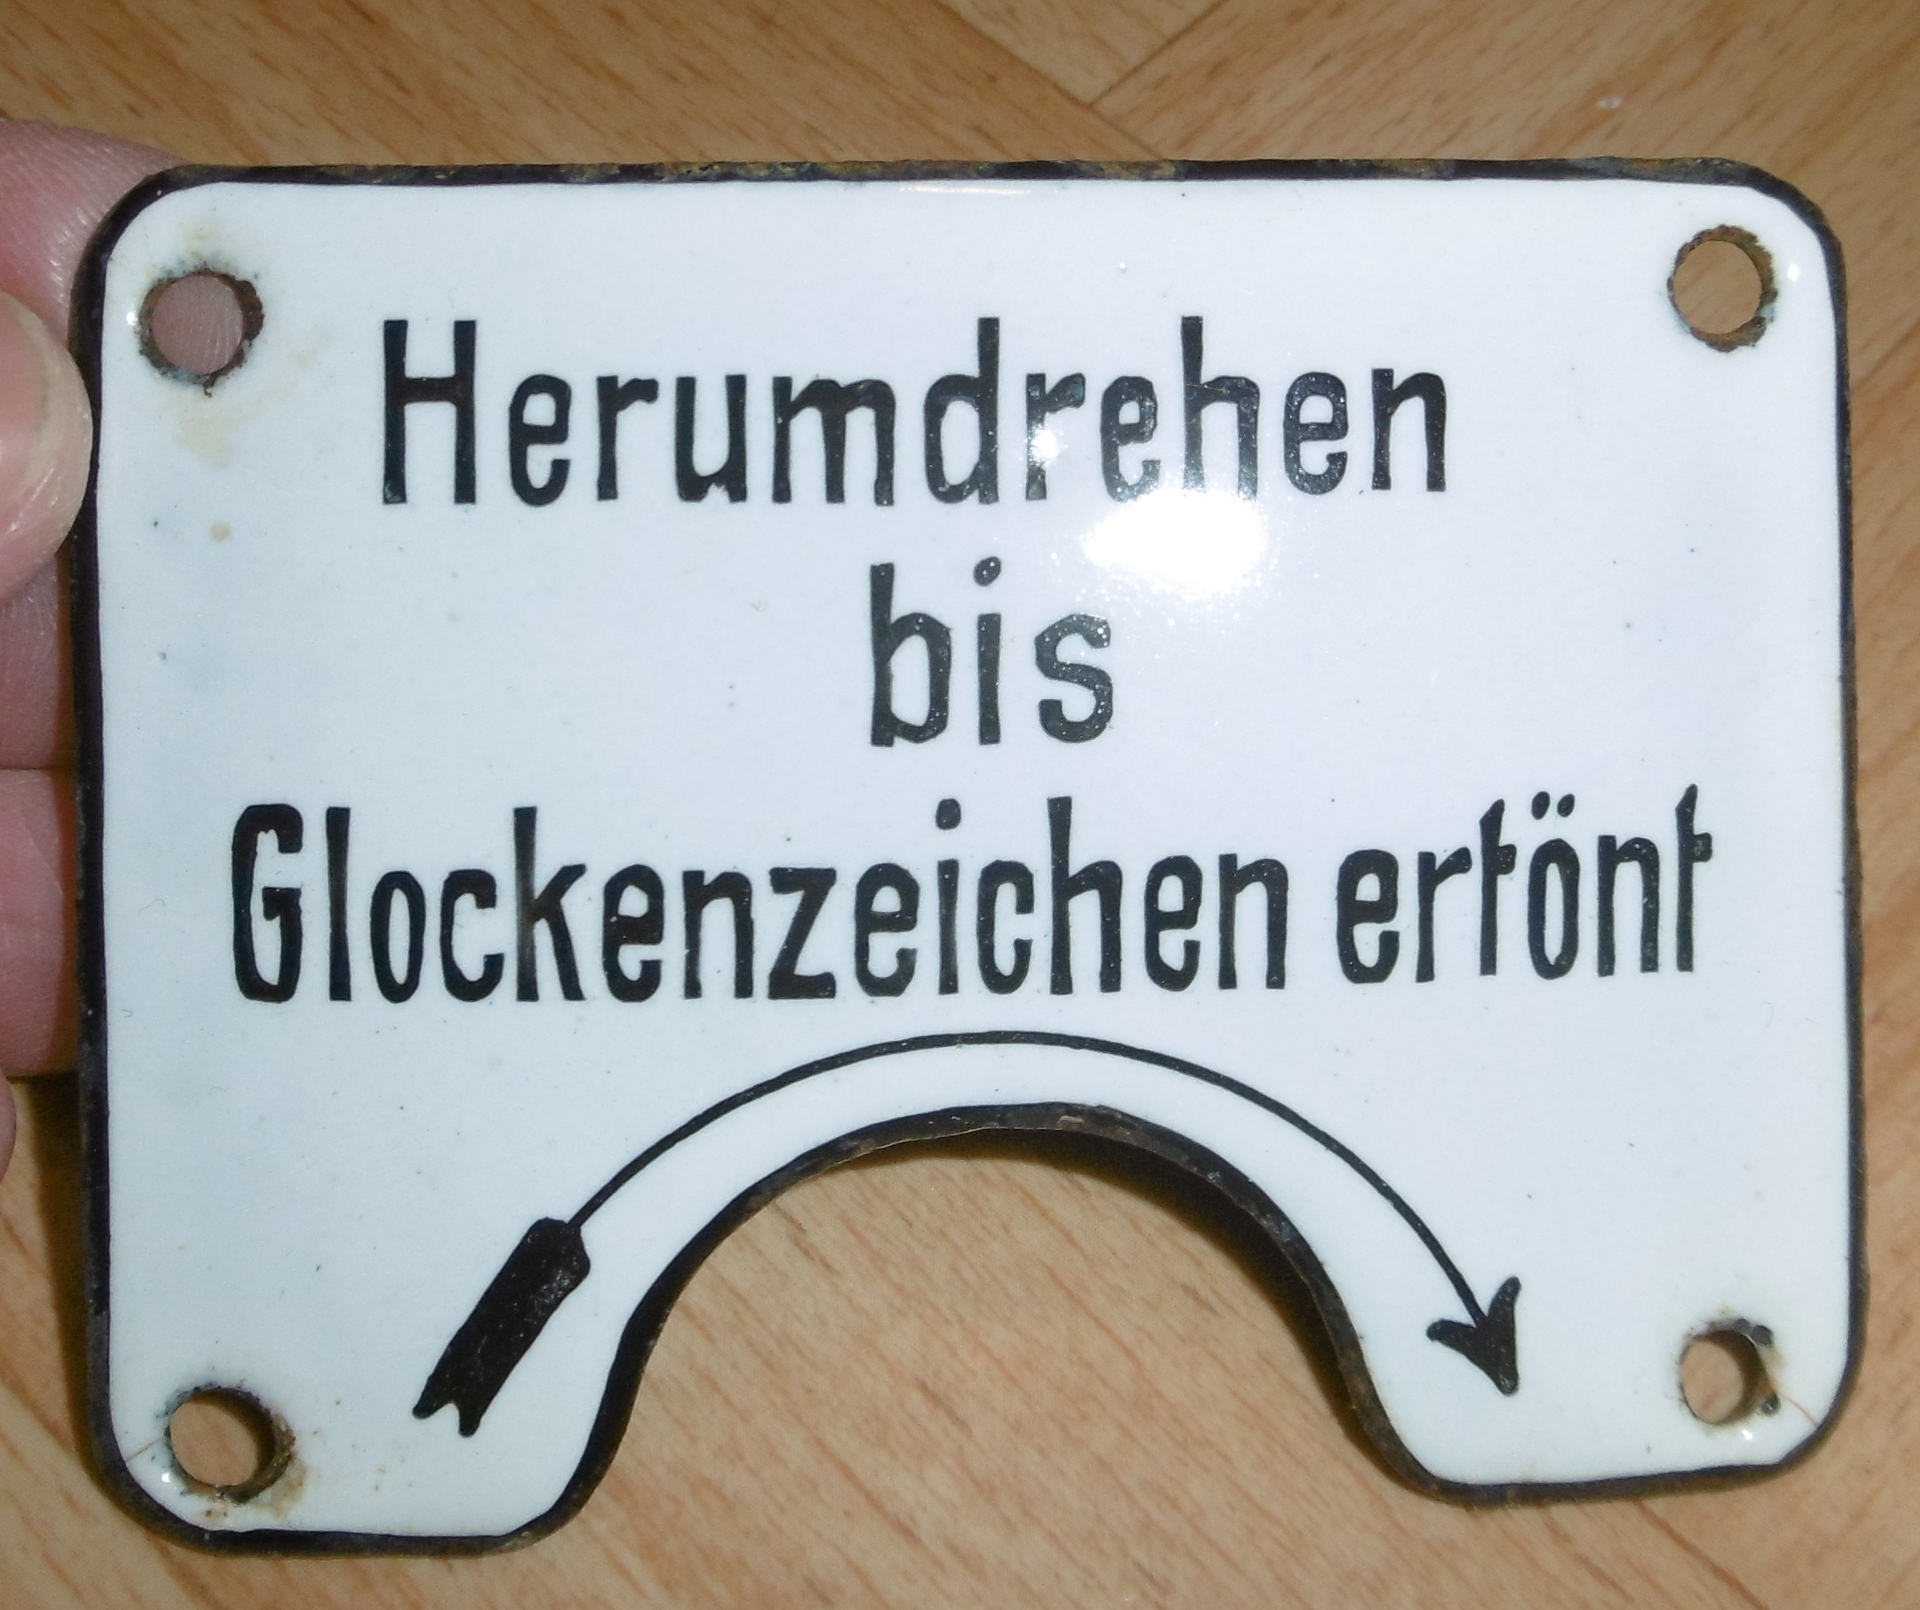 Herumdrehen
bis
Glockenzeichen ertönt